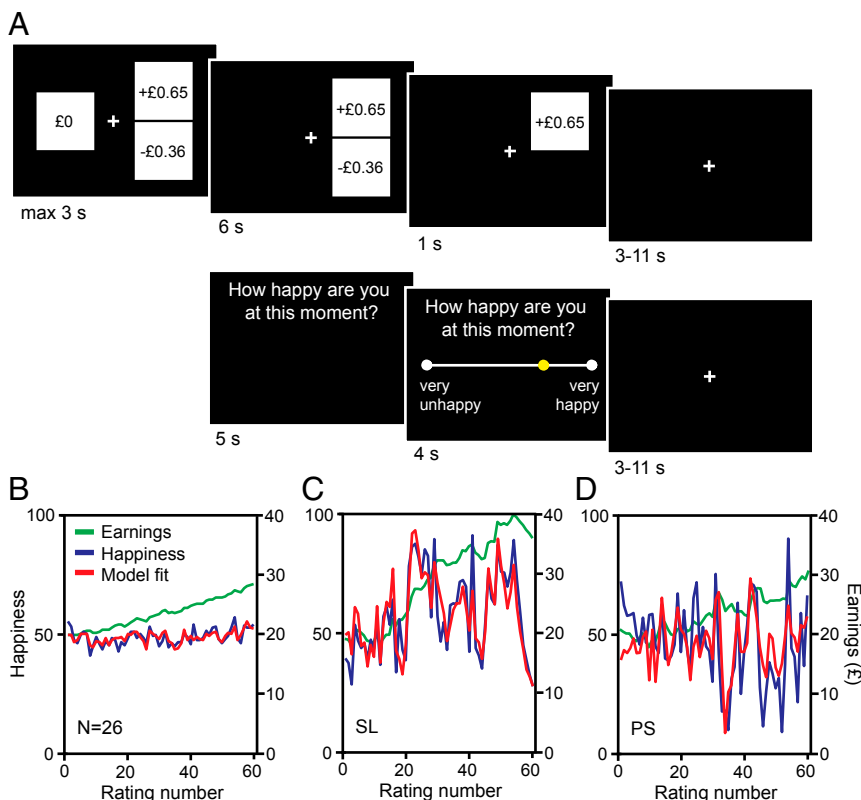 A
£0
+
+£0.65
-£0.36
max 3 s
+
+£0.65
-£0.36
6 s
+
+£0.65
1 s
+
3-11 s
How happy are you
at this moment?
5 s
How happy are you
at this moment?
very
unhappy
very
happy
4 s
+
3-11 s
B
100
50
0
Happiness
Earnings
Happiness
Model fit
N=26
40
30
20
10
0
0
20
40
60
Rating number
C
100
50
0
SL
40
30
20
10
0
0
20
40
60
Rating number
D
100
50
0
PS
40
30
20
10
0
Earnings (£)
0
20
40
60
Rating number